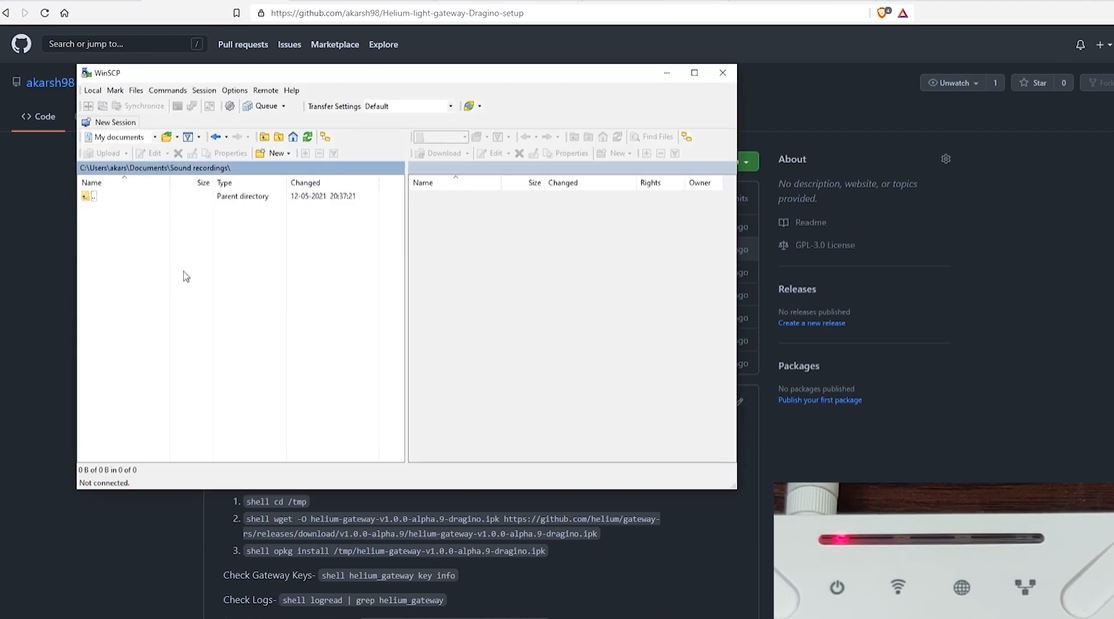 https://github.com/akarsh98/Helium-light-gateway-Dragino-setup
4
Search or jump to...
/
Pull requests
Issues
Marketplace
Explore
akarsh98
Unwatch
1
Star
0
Fork
Code
WinSCP
Local Mark Files Commands Session Options Remote Help
Synchronize
Queue
Transfer Settings Default
New Session
My documents
Find Files
Upload
Edit
Properties
New
Download
Edit
Properties
New
C:\Users\akars\Documents\Sound recordings\
Name Size Type Changed
Name Size Changed Rights Owner
.. Parent directory 12-05-2021 20:37:21
0 B of 0 B in 0 of 0
Not connected.
ago
ago
ago
ago
ago
ago
ago
About
No description, website, or topics
provided.
Readme
GPL-3.0 License
Releases
No releases published
Create a new release
Packages
No packages published
Publish your first package
1. shell cd /tmp
2. shell wget -O helium-gateway-v1.0.0-alpha.9-dragino.ipk https://github.com/helium/gateway-
rs/releases/download/v1.0.0-alpha.9/helium-gateway-v1.0.0-alpha.9-dragino.ipk
3. shell opkg install /tmp/helium-gateway-v1.0.0-alpha.9-dragino.ipk
Check Gateway Keys- shell helium_gateway key info
Check Logs- shell logread | grep helium_gateway